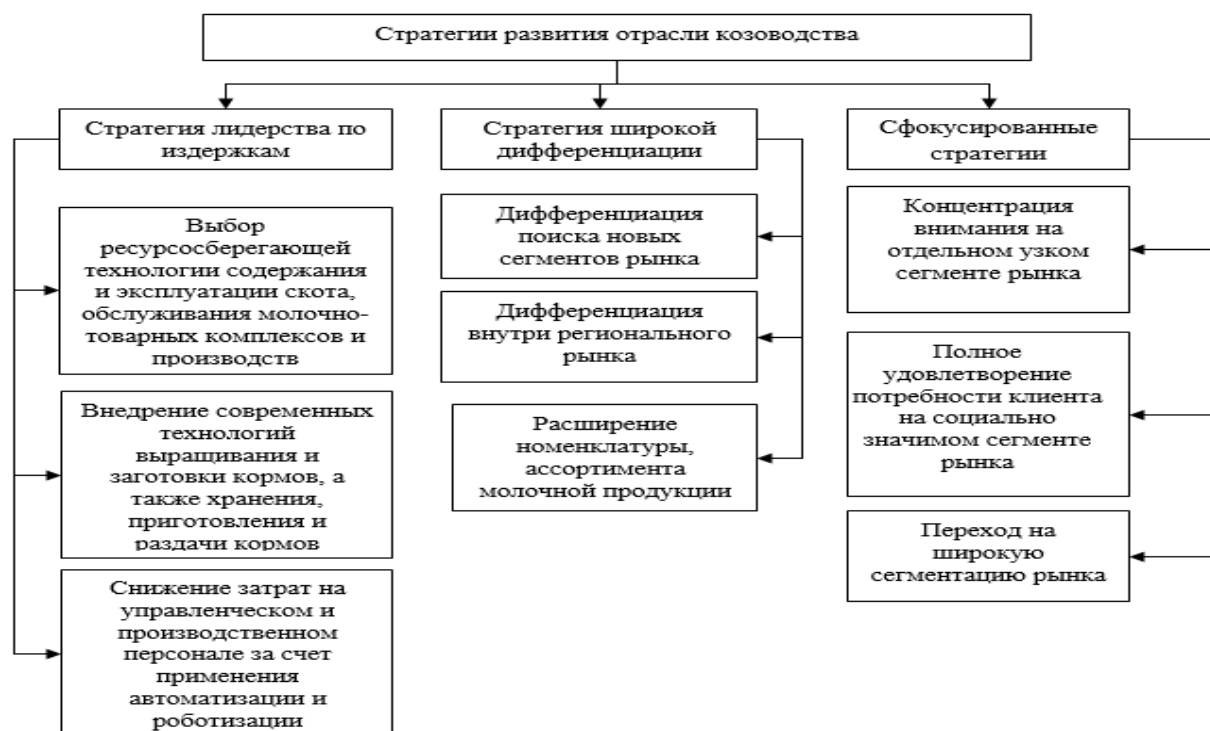 Стратегии развития отрасли козоводства
Стратегия лидерства по
издержкам
Выбор
ресурсосберегающей
технологии содержания
и эксплуатации скота,
обслуживания молочно-
товарных комплексов и
производств
Внедрение современных
технологий
выращивания и
заготовки кормов, а
также хранения,
приготовления и
раздачи кормов
Снижение затрат на
управленческом и
производственном
персонале за счет
применения
автоматизации и
роботизации
Стратегия широкой
дифференциации
Дифференциация
поиска новых
сегментов рынка
Дифференциация
внутри регионального
рынка
Расширение
номенклатуры,
ассортимента
молочной продукции
Сфокусированные
стратегии
Концентрация
внимания на
отдельном узком
сегменте рынка
Полное
удовлетворение
потребности клиента
на социально
значимом сегменте
рынка
Переход на
широкую
сегментацию рынка